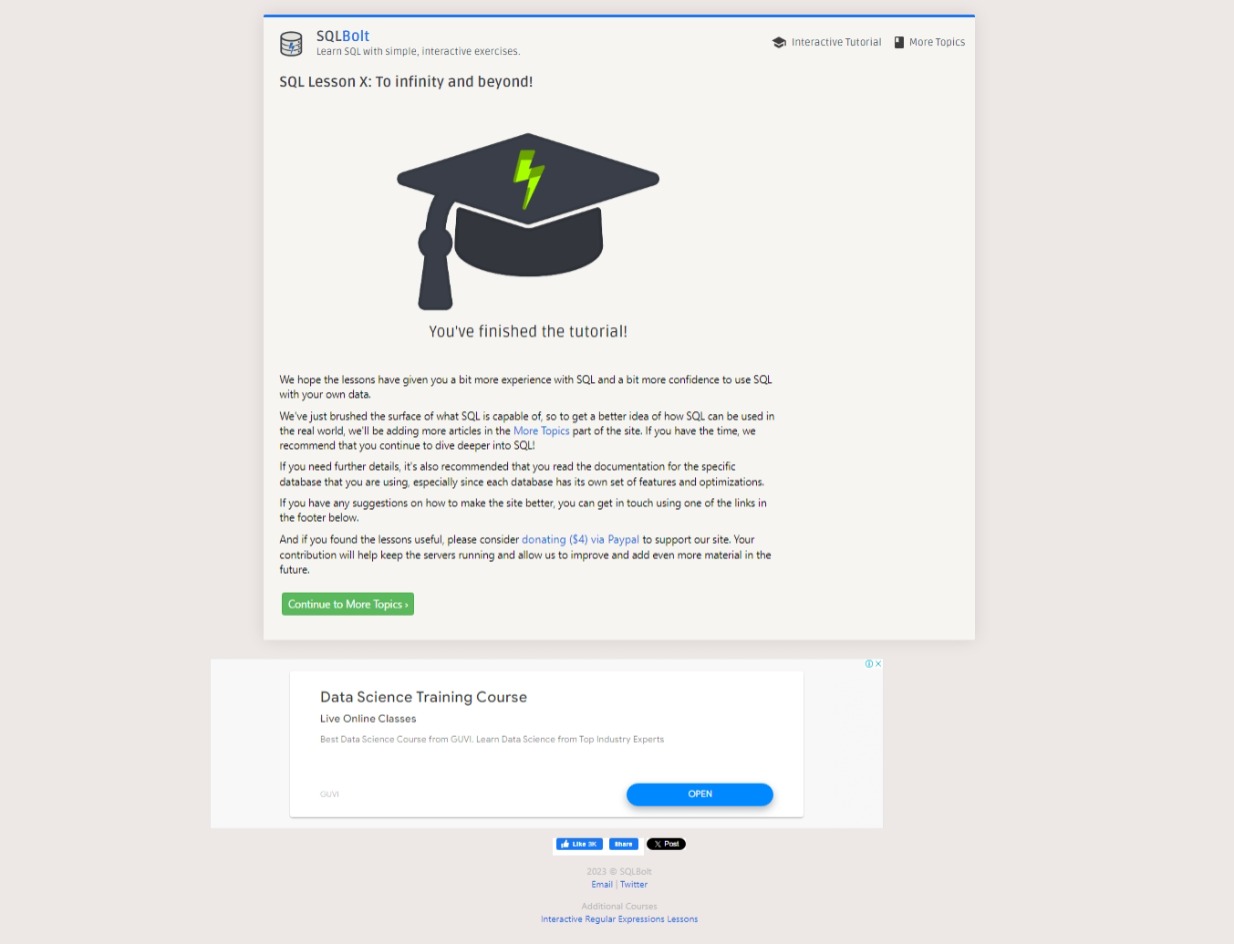 SQLBolt
Learn SQL with simple, interactive exercises.
Interactive Tutorial
More Topics
SQL Lesson X: To infinity and beyond!
You've finished the tutorial!
We hope the lessons have given you a bit more experience with SQL and a bit more confidence to use SQL
with your own data.
We've just brushed the surface of what SQL is capable of, so to get a better idea of how SQL can be used in
the real world, we'll be adding more articles in the More Topics part of the site. If you have the time, we
recommend that you continue to dive deeper into SQL!
If you need further details, it's also recommended that you read the documentation for the specific
database that you are using, especially since each database has its own set of features and optimizations.
If you have any suggestions on how to make the site better, you can get in touch using one of the links in
the footer below.
And if you found the lessons useful, please consider donating ($4) via Paypal to support our site. Your
contribution will help keep the servers running and allow us to improve and add even more material in the
future.
Continue to More Topics ›
Data Science Training Course
Live Online Classes
Best Data Science Course from GUVI. Learn Data Science from Top Industry Experts
GUVI
OPEN
Like 3K
Share
X Post
2023 © SQLBolt
Email | Twitter
Additional Courses
Interactive Regular Expressions Lessons